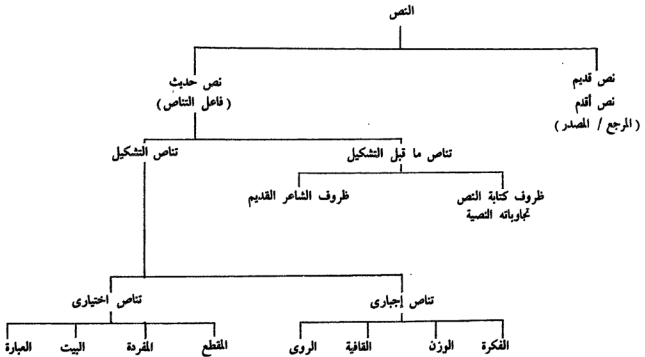 النص
نص قديم
نص أقدم
(المرجع / المصدر)
نص حديث
(فاعل التناص)
تناص ما قبل التشكيل
تناص التشكيل
ظروف كتابة النص
تجاوباته النصية
ظروف الشاعر القديم
تناص إجبارى
تناص اختيارى
الفكرة
الوزن
القافية
الروى
المقطع
المفردة
البيت
العبارة